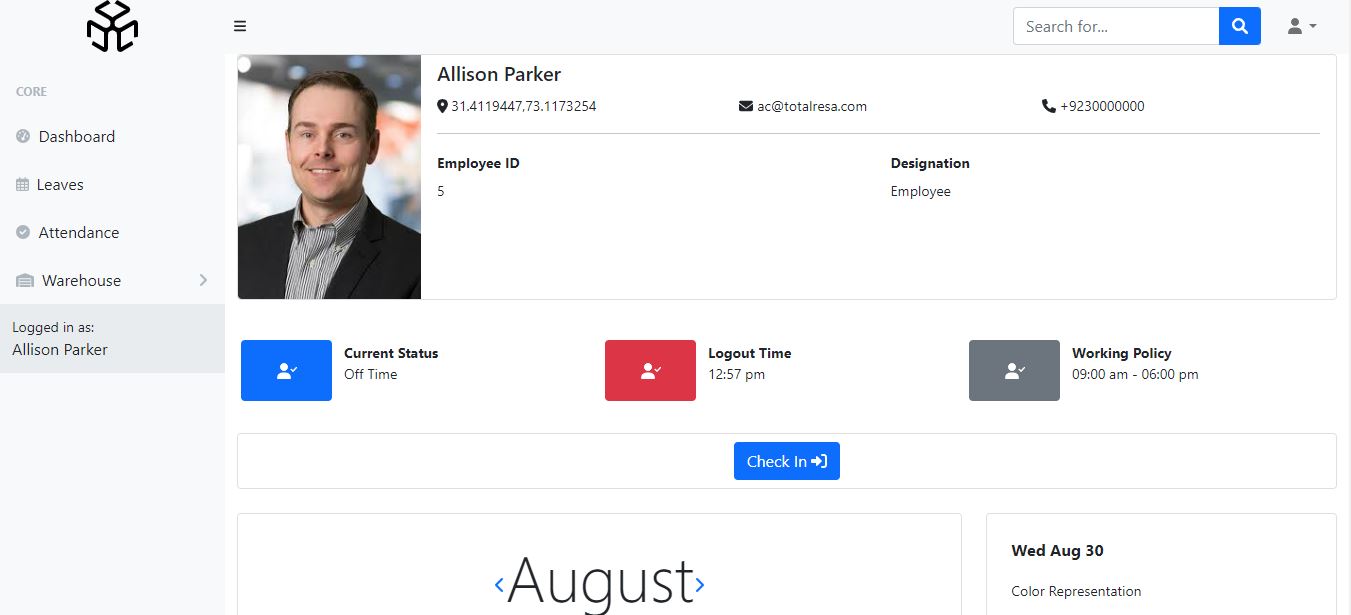 Search for...
CORE
Dashboard
Leaves
Attendance
Warehouse
Logged in as:
Allison Parker
Allison Parker
31.4119447,73.1173254
ac@totalresa.com
+9230000000
Employee ID
5
Designation
Employee
Current Status
Off Time
Logout Time
12:57 pm
Working Policy
09:00 am - 06:00 pm
Check In
August
Wed Aug 30
Color Representation